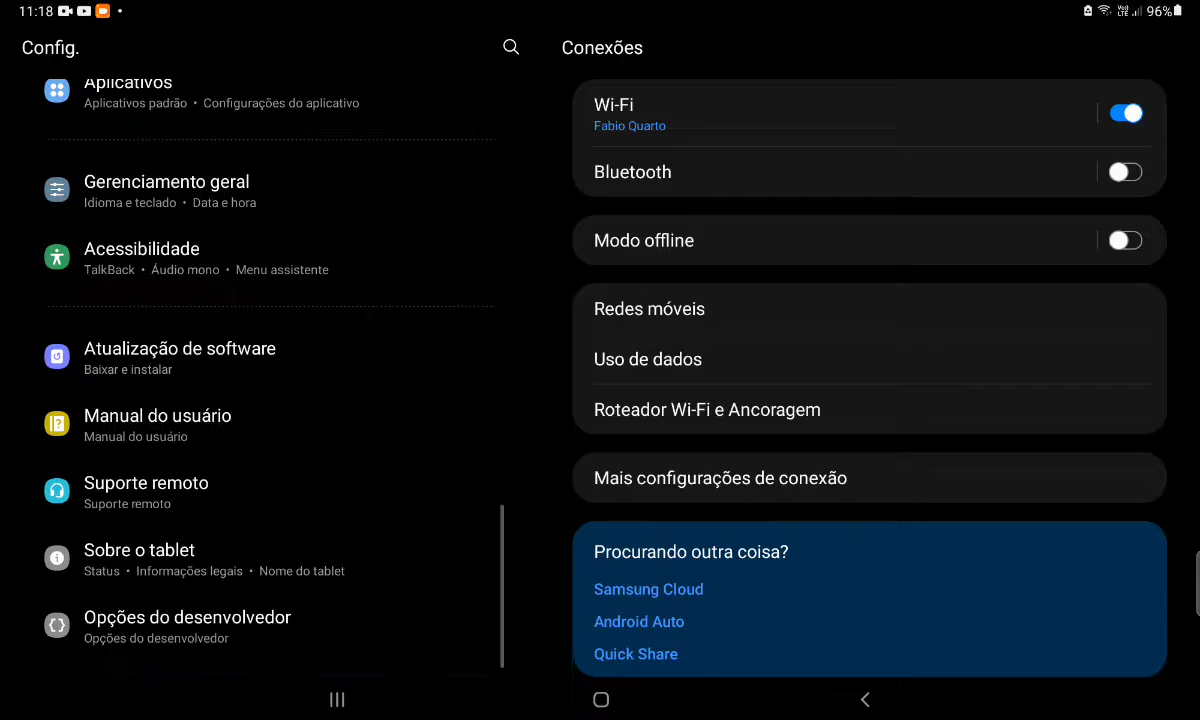 11:18
VoLTE 96%
Config.
Aplicativos
Aplicativos padrão • Configurações do aplicativo
Gerenciamento geral
Idioma e teclado • Data e hora
Acessibilidade
TalkBack • Áudio mono • Menu assistente
Atualização de software
Baixar e instalar
Manual do usuário
Manual do usuário
Suporte remoto
Suporte remoto
Sobre o tablet
Status • Informações legais • Nome do tablet
Opções do desenvolvedor
Opções do desenvolvedor
Conexões
Wi-Fi
Fabio Quarto
Bluetooth
Modo offline
Redes móveis
Uso de dados
Roteador Wi-Fi e Ancoragem
Mais configurações de conexão
Procurando outra coisa?
Samsung Cloud
Android Auto
Quick Share